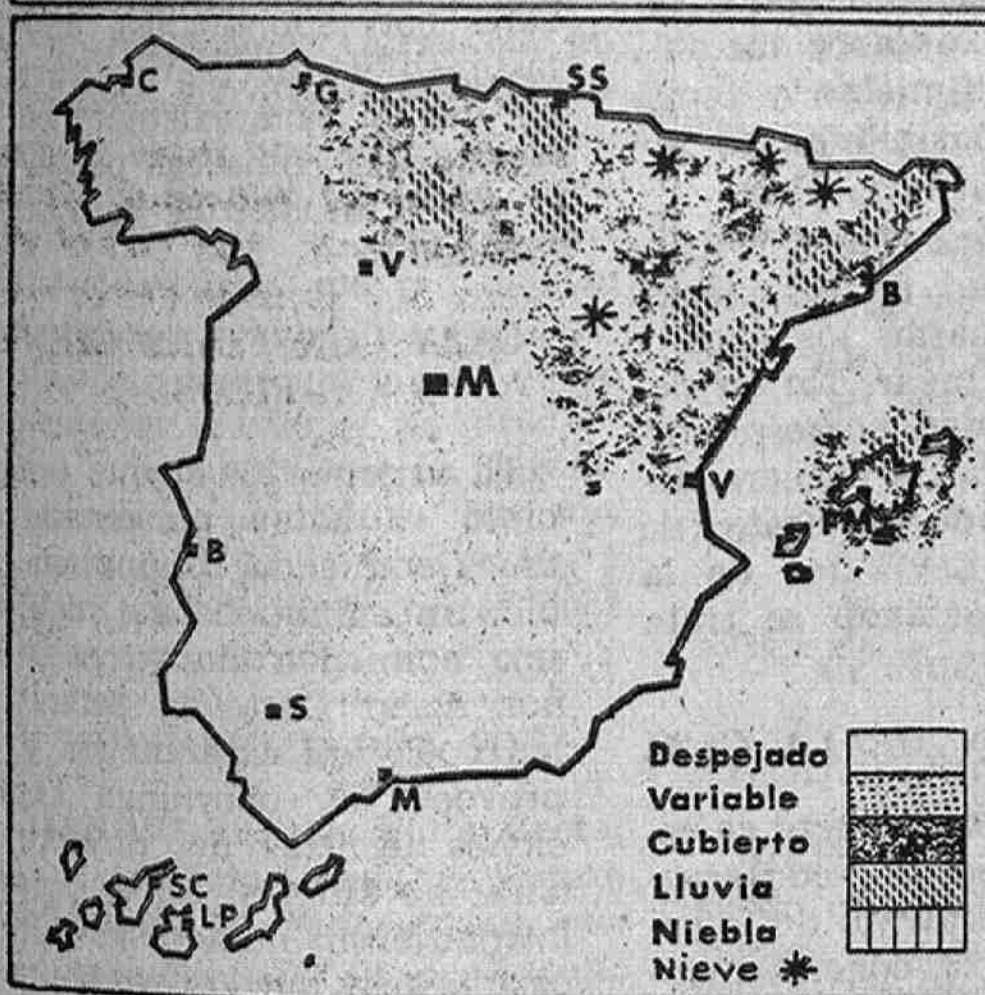 C
G
SS
V
B
M
V
PM
B
S
M
SC
LP
Despejado
Variable
Cubierto
Lluvia
Niebla
Nieve